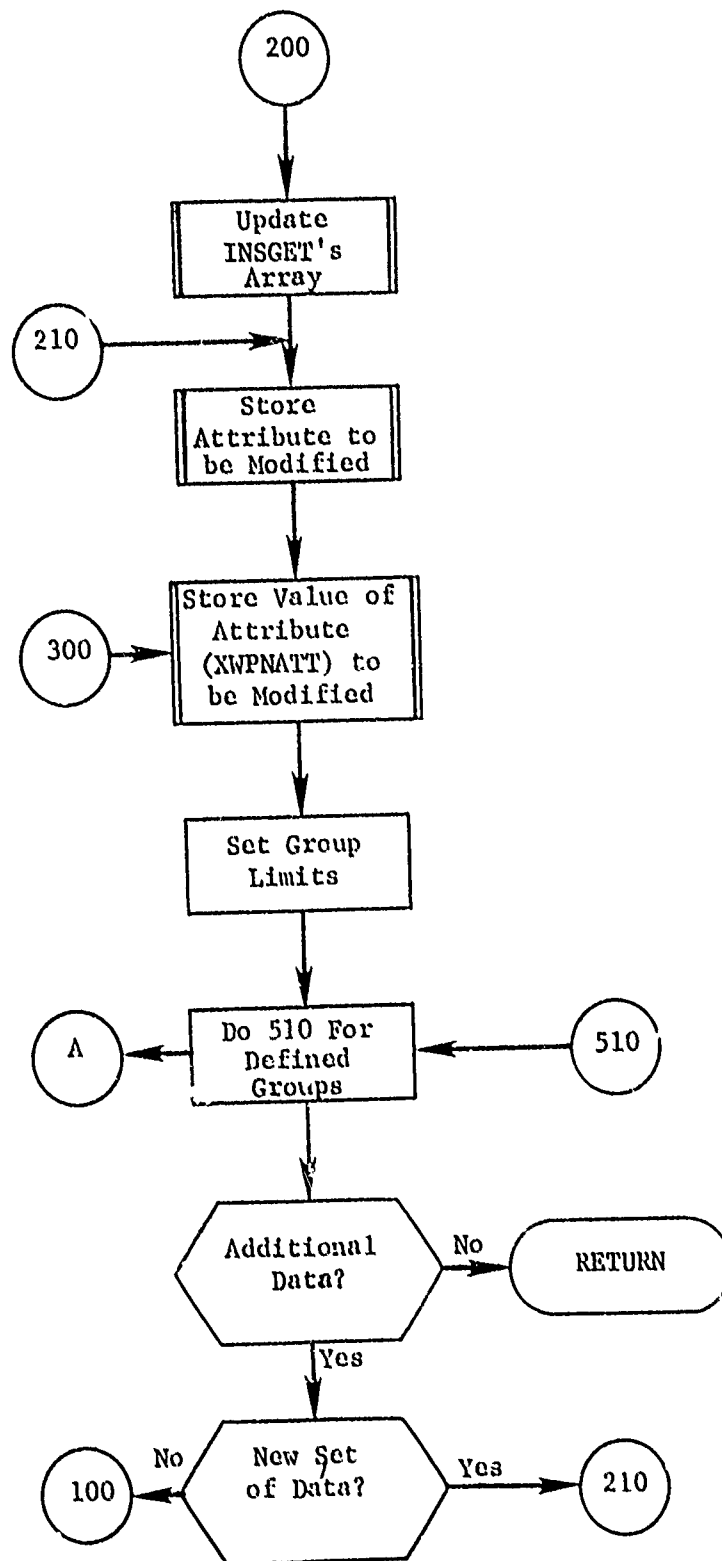 200
Update
INSGET's
Array
210
Store
Attribute to
be Modified
300
Store Value of
Attribute
(XWPNATT) to
be Modified
Set Group
Limits
A
Do 510 For
Defined
Groups
510
Additional
Data?
No
RETURN
Yes
New Set
of Data?
No
100
Yes
210